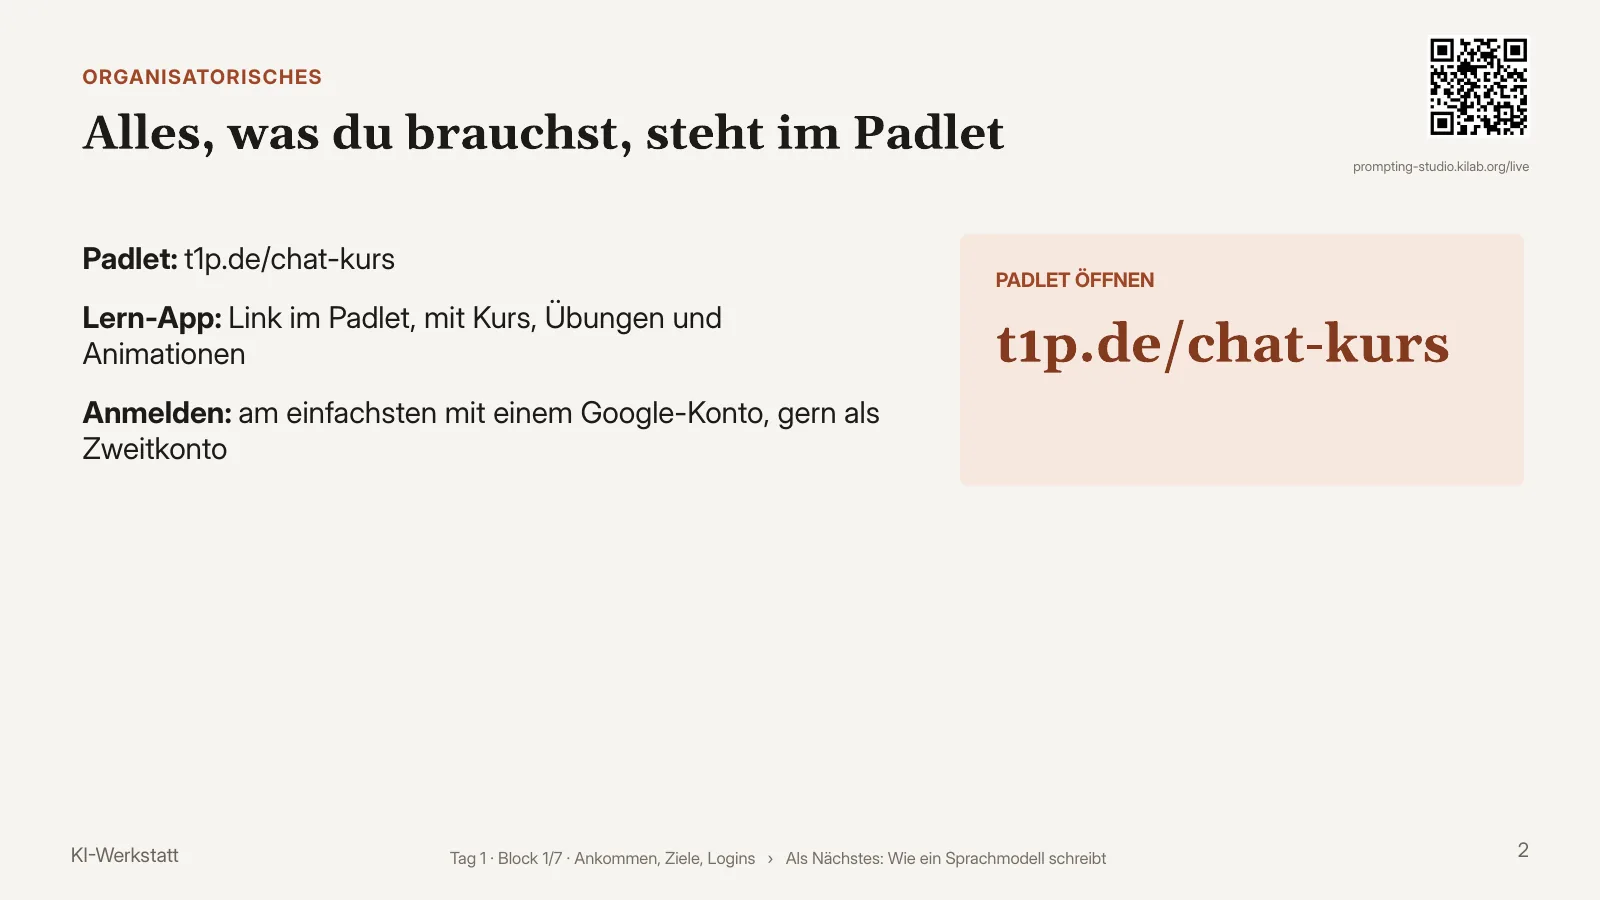 ORGANISATORISCHES
Alles, was du brauchst, steht im Padlet
prompting-studio.kilab.org/live
Padlet: t1p.de/chat-kurs
Lern-App: Link im Padlet, mit Kurs, Übungen und
Animationen
Anmelden: am einfachsten mit einem Google-Konto, gern als
Zweitkonto
PADLET ÖFFNEN
t1p.de/chat-kurs
KI-Werkstatt
Tag 1 · Block 1/7 · Ankommen, Ziele, Logins › Als Nächstes: Wie ein Sprachmodell schreibt
2